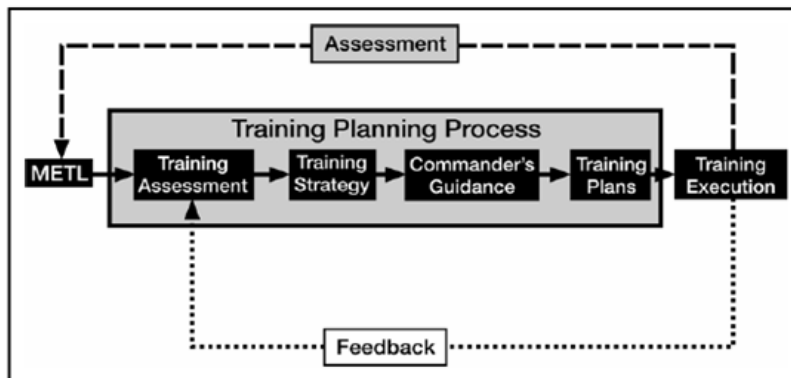 Assessment
Training Planning Process
METL
Training
Assessment
Training
Strategy
Commander's
Guidance
Training
Plans
Training
Execution
Feedback